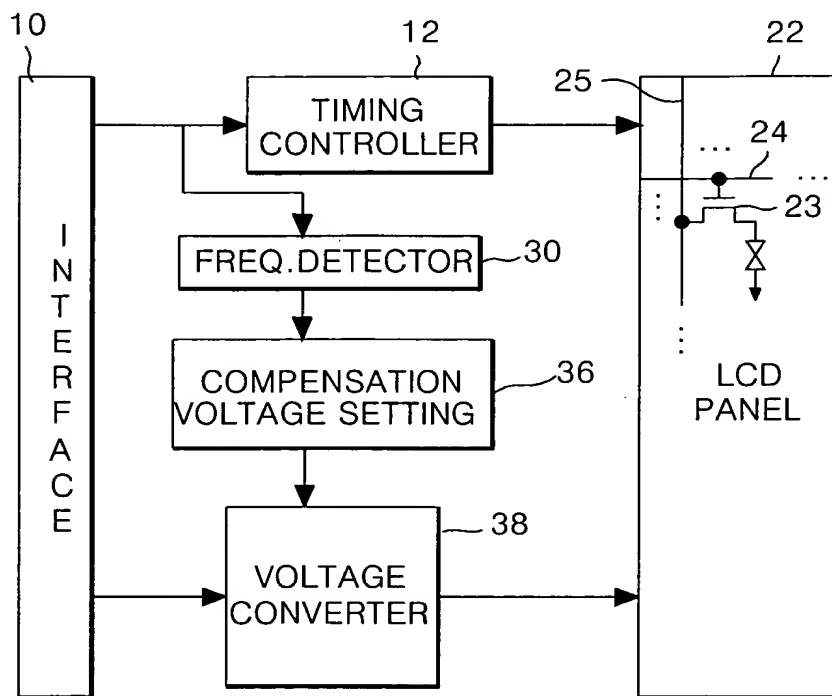 10
12
22
TIMING
CONTROLLER
25
24
...
...
...
23
INTERFACE
FREQ.DETECTOR
30
COMPENSATION
VOLTAGE SETTING
36
...
LCD
PANEL
VOLTAGE
CONVERTER
38